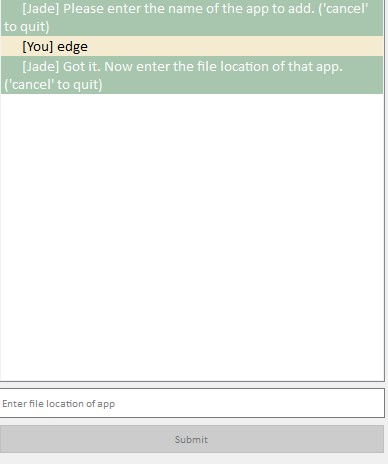 [Jade] Please enter the name of the app to add. ('cancel'
to quit)
[You] edge
[Jade] Got it. Now enter the file location of that app.
('cancel' to quit)
Enter file location of app
Submit